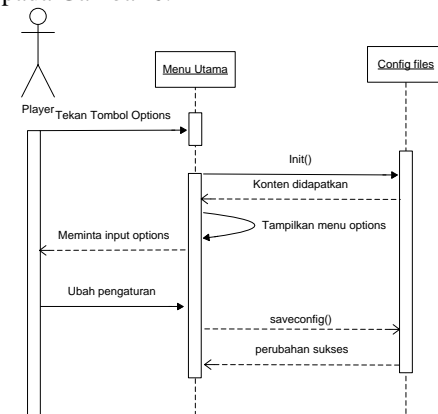 Menu Utama
Config files
Player
Tekan Tombol Options
Init()
Konten didapatkan
Tampilkan menu options
Meminta input options
Ubah pengaturan
saveconfig()
perubahan sukses